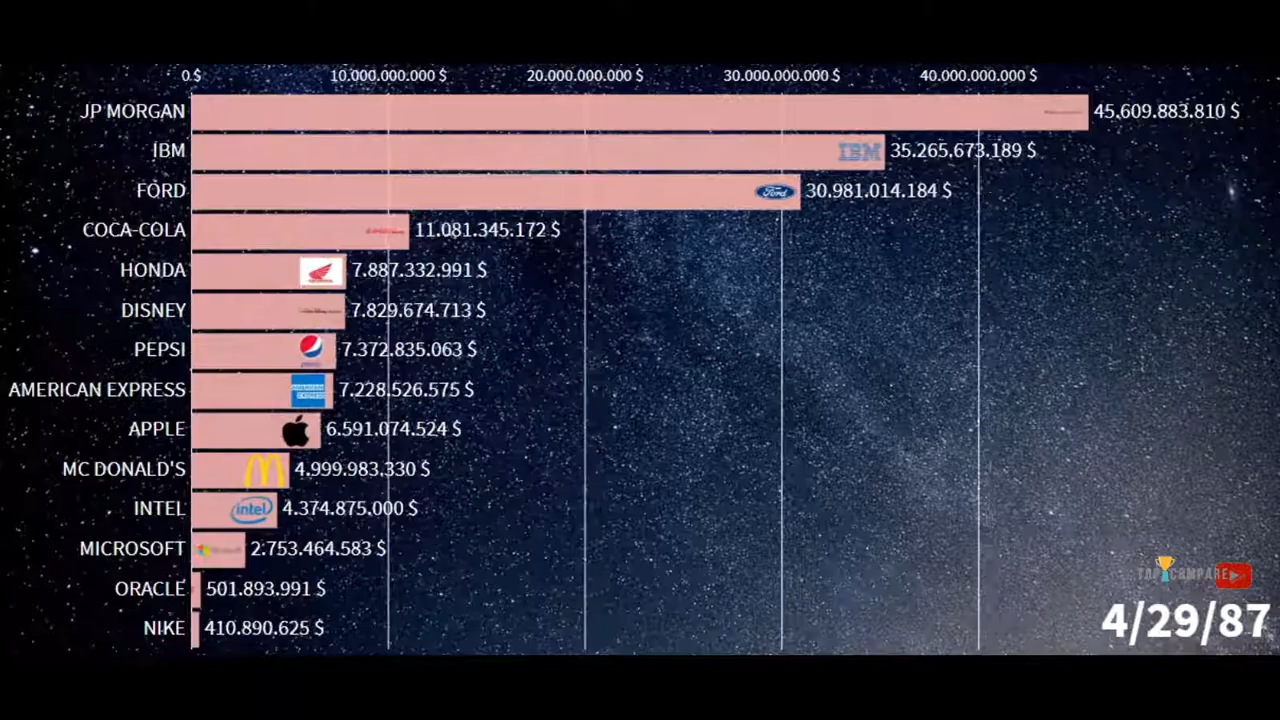 0 $ 10.000.000.000 $ 20.000.000.000 $ 30.000.000.000 $ 40.000.000.000 $
JP MORGAN 45.609.883.810 $
IBM IBM 35.265.673.189 $
FORD Ford 30.981.014.184 $
COCA-COLA 11.081.345.172 $
HONDA 7.887.332.991 $
DISNEY 7.829.674.713 $
PEPSI 7.372.835.063 $
AMERICAN EXPRESS AMERICAN EXPRESS 7.228.526.575 $
APPLE 6.591.074.524 $
MC DONALD'S 4.999.983.330 $
INTEL intel 4.374.875.000 $
MICROSOFT 2.753.464.583 $
ORACLE 501.893.991 $
NIKE 410.890.625 $
TOP COMPARE
4/29/87